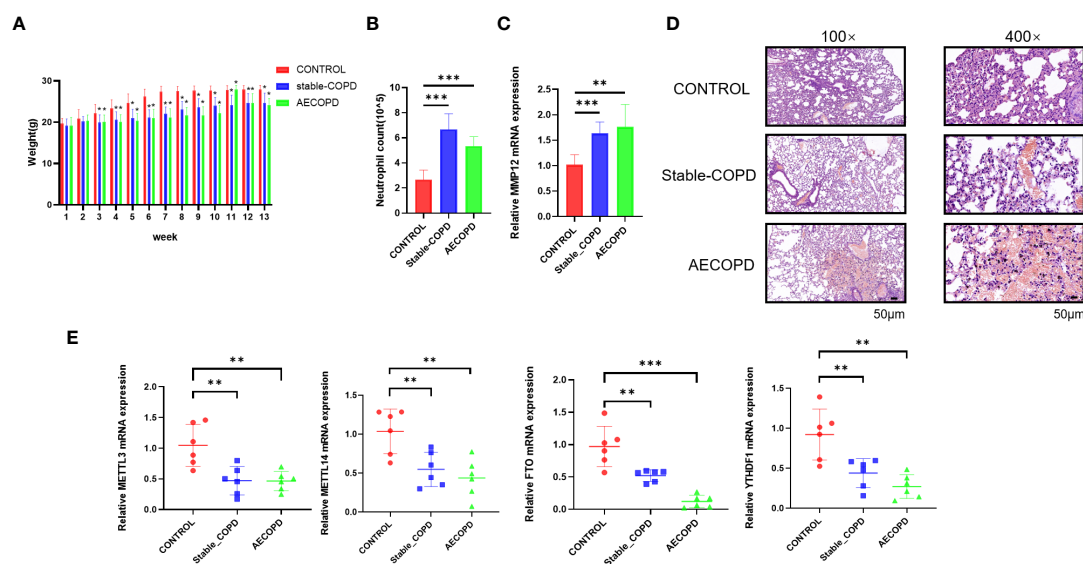 A
Weight(g)
30
20
10
0
1 2 3 4 5 6 7 8 9 10 11 12 13
week
* * * * * * * * * * * * * * * * * * * * * *
CONTROL
stable-COPD
AECOPD
B
Neutrophil count(10^5)
10
8
6
4
2
0
***
***
CONTROL
Stable-COPD
AECOPD
C
Relative MMP12 mRNA expression
2.5
2.0
1.5
1.0
0.5
0.0
**
***
CONTROL
Stable_COPD
AECOPD
D
100×
400×
CONTROL
Stable-COPD
AECOPD
50μm
50μm
E
Relative METTL3 mRNA expression
2.0
1.5
1.0
0.5
0.0
**
**
CONTROL
Stable_COPD
AECOPD
Relative METTL14 mRNA expression
1.5
1.0
0.5
0.0
**
**
CONTROL
Stable_COPD
AECOPD
Relative FTO mRNA expression
2.0
1.5
1.0
0.5
0.0
***
**
CONTROL
Stable_COPD
AECOPD
Relative YTHDF1 mRNA expression
1.5
1.0
0.5
0.0
**
**
CONTROL
Stable_COPD
AECOPD